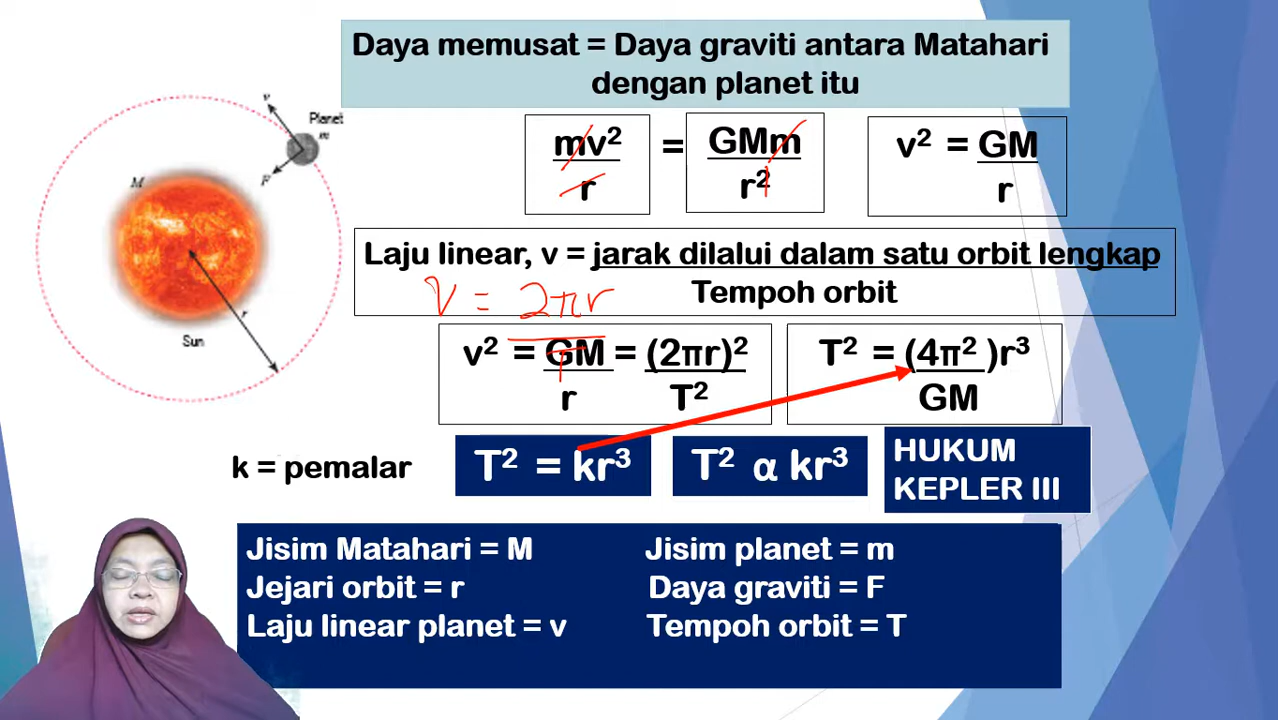 Daya memusat = Daya graviti antara Matahari
dengan planet itu
v
Planet
m
F
M
r
Sun
mv² = GMm
r r²
v² = GM
r
Laju linear, v = jarak dilalui dalam satu orbit lengkap
Tempoh orbit
V = 2πr
T
v² = GM = (2πr)²
r T²
T² = (4π² )r³
GM
k = pemalar
T² = kr³
T² α kr³
HUKUM
KEPLER III
Jisim Matahari = M Jisim planet = m
Jejari orbit = r Daya graviti = F
Laju linear planet = v Tempoh orbit = T